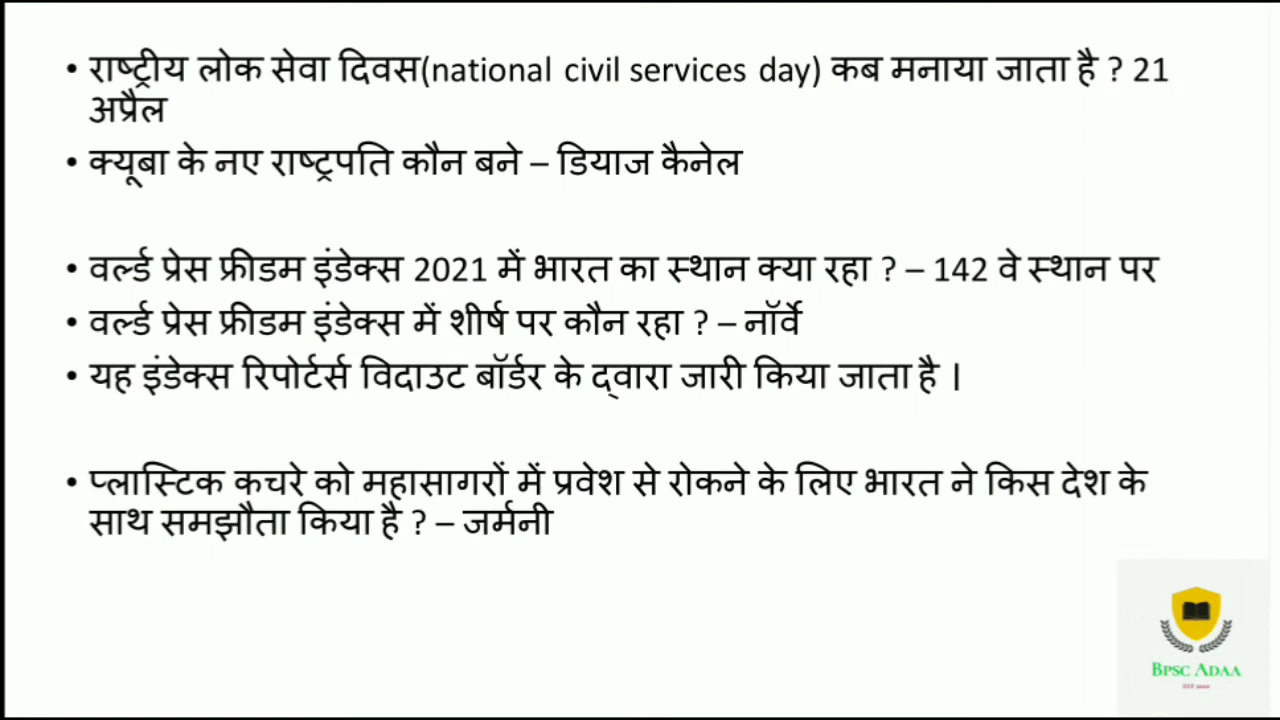 • राष्ट्रीय लोक सेवा दिवस(national civil services day) कब मनाया जाता है ? 21
अप्रैल
• क्यूबा के नए राष्ट्रपति कौन बने – डियाज कैनेल
• वर्ल्ड प्रेस फ्रीडम इंडेक्स 2021 में भारत का स्थान क्या रहा ? – 142 वे स्थान पर
• वर्ल्ड प्रेस फ्रीडम इंडेक्स में शीर्ष पर कौन रहा ? – नॉर्वे
• यह इंडेक्स रिपोर्टर्स विदाउट बॉर्डर के द्वारा जारी किया जाता है ।
• प्लास्टिक कचरे को महासागरों में प्रवेश से रोकने के लिए भारत ने किस देश के
साथ समझौता किया है ? – जर्मनी
BPSC ADAA